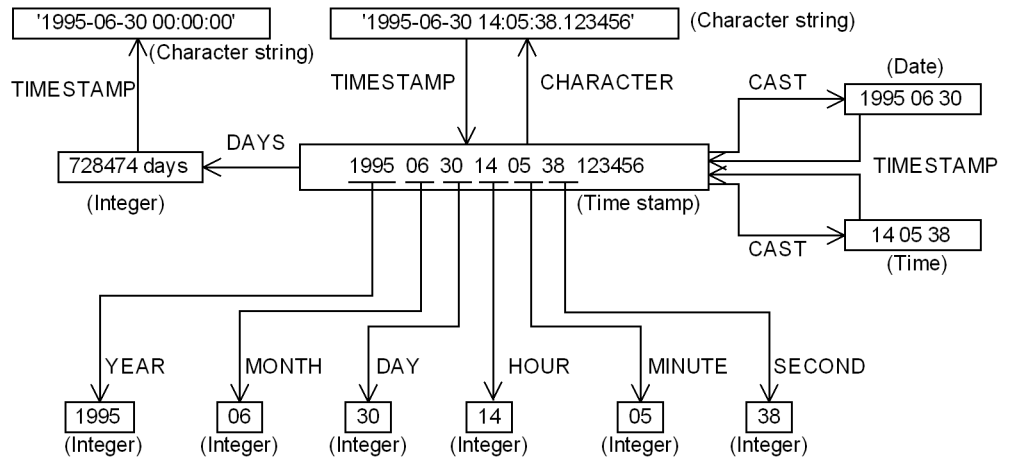 '1995-06-30 00:00:00'
(Character string)
'1995-06-30 14:05:38.123456'
(Character string)
TIMESTAMP
TIMESTAMP
CHARACTER
CAST
(Date)
1995 06 30
DAYS
728474 days
(Integer)
1995 06 30 14 05 38 123456
(Time stamp)
TIMESTAMP
14 05 38
(Time)
CAST
YEAR
MONTH
DAY
HOUR
MINUTE
SECOND
1995
06
30
14
05
38
(Integer)
(Integer)
(Integer)
(Integer)
(Integer)
(Integer)